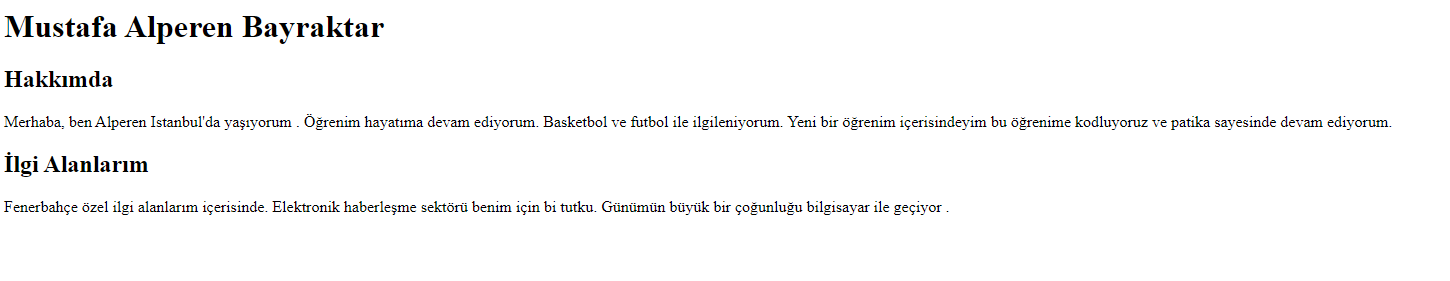 Mustafa Alperen Bayraktar
Hakkımda
Merhaba, ben Alperen Istanbul'da yaşıyorum . Öğrenim hayatıma devam ediyorum. Basketbol ve futbol ile ilgileniyorum. Yeni bir öğrenim içerisindeyim bu öğrenime kodluyoruz ve patika sayesinde devam ediyorum.
İlgi Alanlarım
Fenerbahçe özel ilgi alanlarım içerisinde. Elektronik haberleşme sektörü benim için bi tutku. Günümün büyük bir çoğunluğu bilgisayar ile geçiyor .